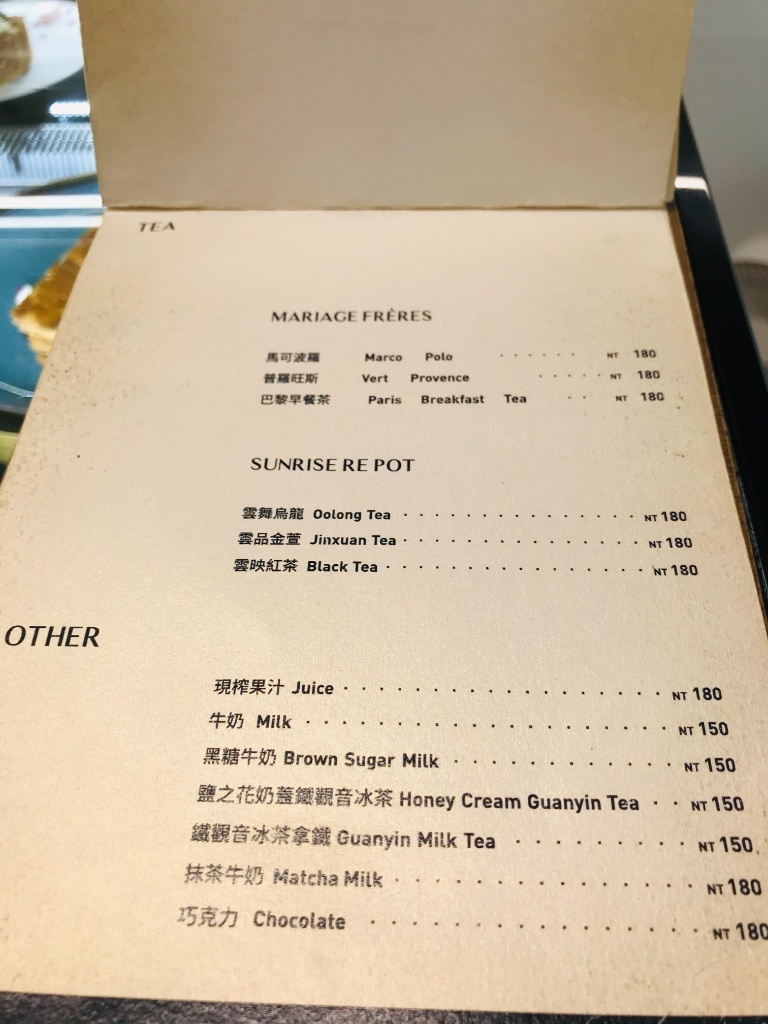 TEA
MARIAGE FRÈRES
馬可波羅 Marco Polo ······ NT 180
普羅旺斯 Vert Provence ····· NT 180
巴黎早餐茶 Paris Breakfast Tea ·· NT 180
SUNRISE RE POT
雲舞烏龍 Oolong Tea ·············· NT 180
雲品金萱 Jinxuan Tea ·············· NT 180
雲映紅茶 Black Tea ··············· NT 180
OTHER
現榨果汁 Juice ················· NT 180
牛奶 Milk ··················· NT 150
黑糖牛奶 Brown Sugar Milk ··········· NT 150
鹽之花奶蓋鐵觀音冰茶 Honey Cream Guanyin Tea ·· NT 150
鐵觀音冰茶拿鐵 Guanyin Milk Tea ········ NT 150
抹茶牛奶 Matcha Milk ·············· NT 180
巧克力 Chocolate ··············· NT 180